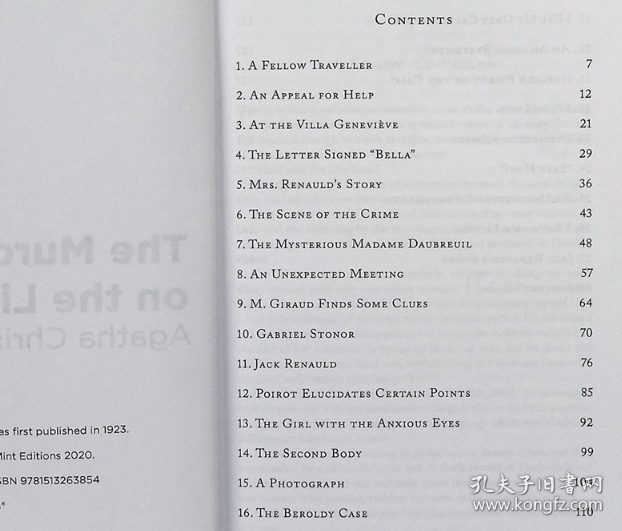 The Murd
on the Li
Agatha Chris
as first published in 1923.
Mint Editions 2020.
SBN 9781513263854
CONTENTS
1. A FELLOW TRAVELLER 7
2. AN APPEAL FOR HELP 12
3. AT THE VILLA GENEVIÈVE 21
4. THE LETTER SIGNED “BELLA” 29
5. MRS. RENAULD’S STORY 36
6. THE SCENE OF THE CRIME 43
7. THE MYSTERIOUS MADAME DAUBREUIL 48
8. AN UNEXPECTED MEETING 57
9. M. GIRAUD FINDS SOME CLUES 64
10. GABRIEL STONOR 70
11. JACK RENAULD 76
12. POIROT ELUCIDATES CERTAIN POINTS 85
13. THE GIRL WITH THE ANXIOUS EYES 92
14. THE SECOND BODY 99
15. A PHOTOGRAPH
16. THE BEROLDY CASE 110
孔夫子旧书网
www.kongfz.com